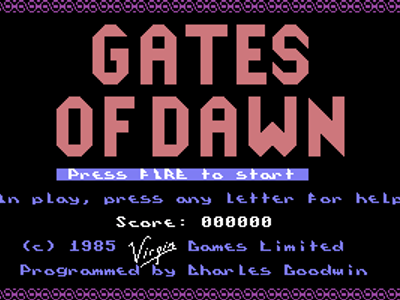 GATES
OF DAWN
Press FIRE to start
In play, press any letter for help
Score: 000000
(c) 1985 Virgin Games Limited
Programmed by Charles Goodwin